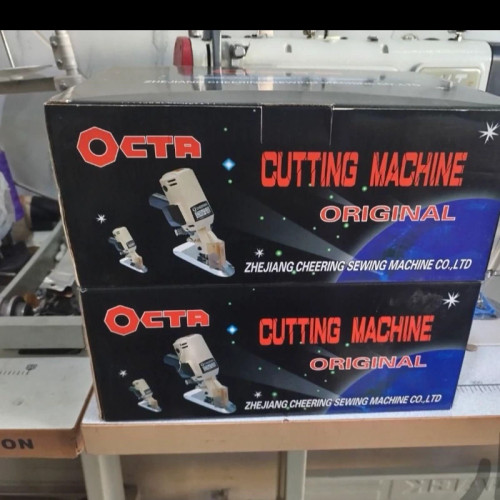 OCTA
CUTTING MACHINE
ORIGINAL
ZHEJIANG CHEERING SEWING MACHINE CO.,LTD
OCTA
CUTTING MACHINE
ORIGINAL
ZHEJIANG CHEERING SEWING MACHINE CO.,LTD
ON